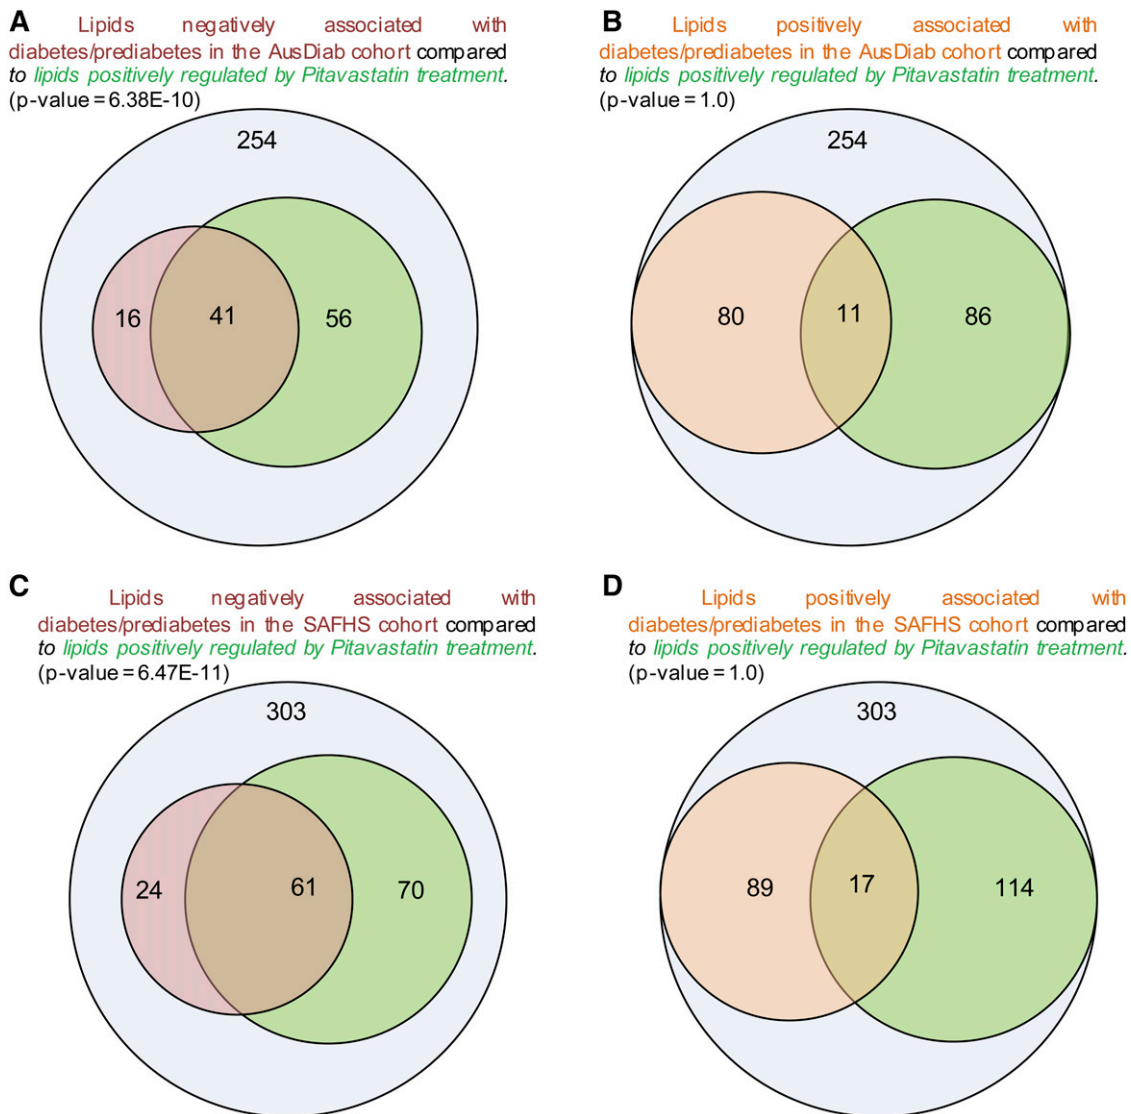 A
Lipids negatively associated with
diabetes/prediabetes in the AusDiab cohort compared
to lipids positively regulated by Pitavastatin treatment.
(p-value = 6.38E-10)
254
16
41
56
B
Lipids positively associated with
diabetes/prediabetes in the AusDiab cohort compared
to lipids positively regulated by Pitavastatin treatment.
(p-value = 1.0)
254
80
11
86
C
Lipids negatively associated with
diabetes/prediabetes in the SAFHS cohort compared
to lipids positively regulated by Pitavastatin treatment.
(p-value = 6.47E-11)
303
24
61
70
D
Lipids positively associated with
diabetes/prediabetes in the SAFHS cohort compared
to lipids positively regulated by Pitavastatin treatment.
(p-value = 1.0)
303
89
17
114